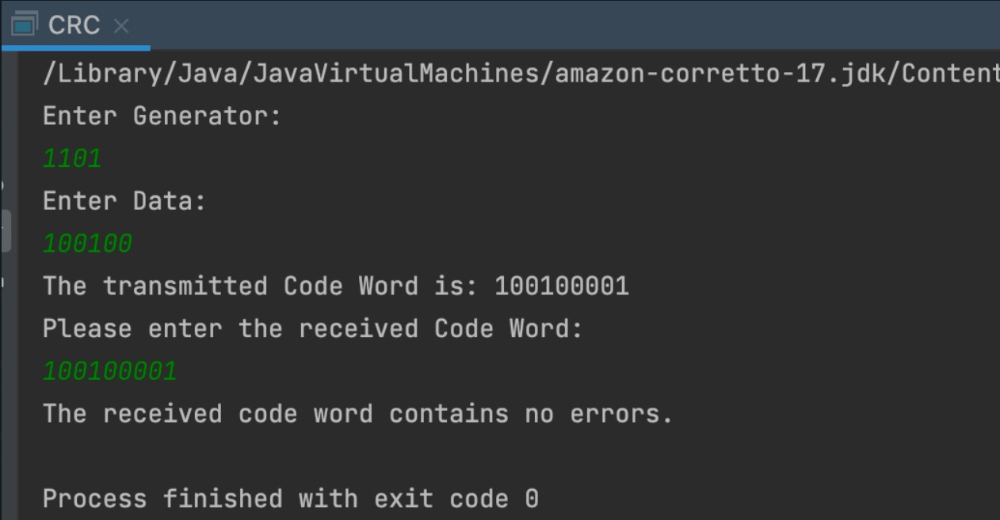 CRC
/Library/Java/JavaVirtualMachines/amazon-corretto-17.jdk/Content
Enter Generator:
1101
Enter Data:
100100
The transmitted Code Word is: 100100001
Please enter the received Code Word:
100100001
The received code word contains no errors.
Process finished with exit code 0